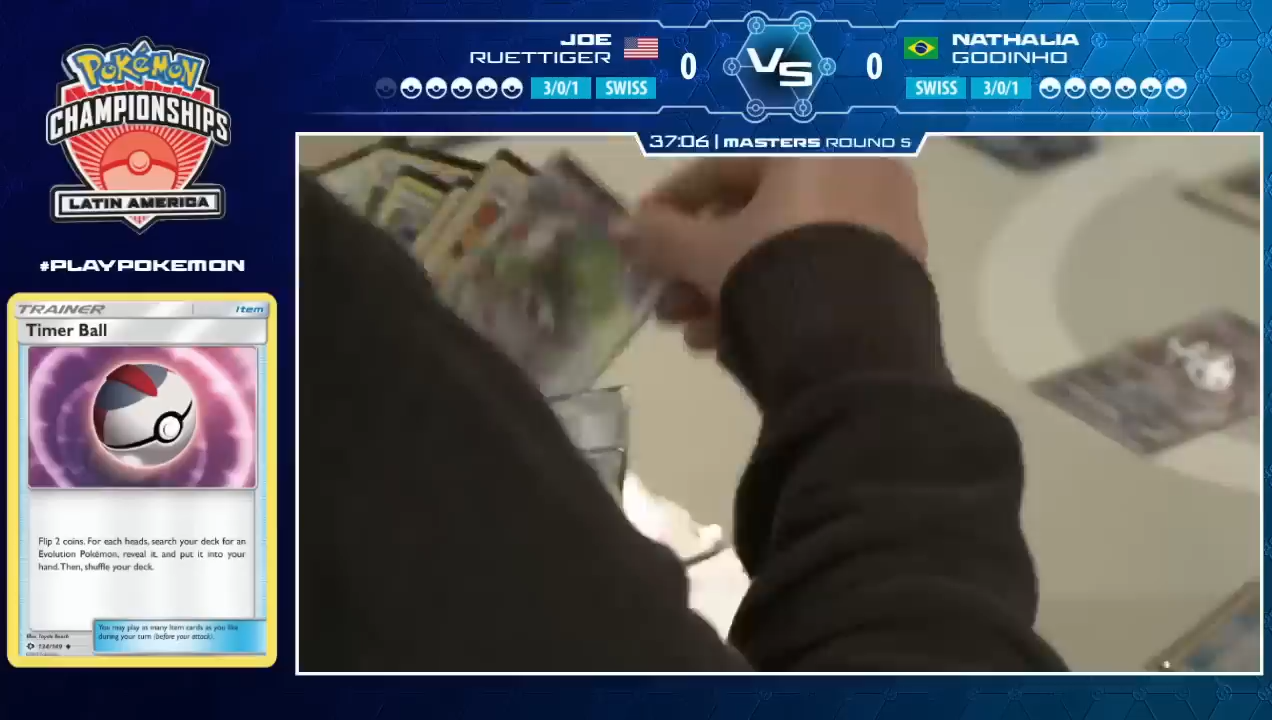 Pokémon
CHAMPIONSHIPS
LATIN AMERICA
#PLAYPOKEMON
JOE
RUETTIGER
0
3/0/1
SWISS
VS
0
NATHALIA
GODINHO
SWISS
3/0/1
37:06 | MASTERS ROUND 5
TRAINER
Item
Timer Ball
Flip 2 coins. For each heads, search your deck for an
Evolution Pokémon, reveal it, and put it into your
hand. Then, shuffle your deck.
You may play as many Item cards as you like
during your turn (before your attack).
134/149